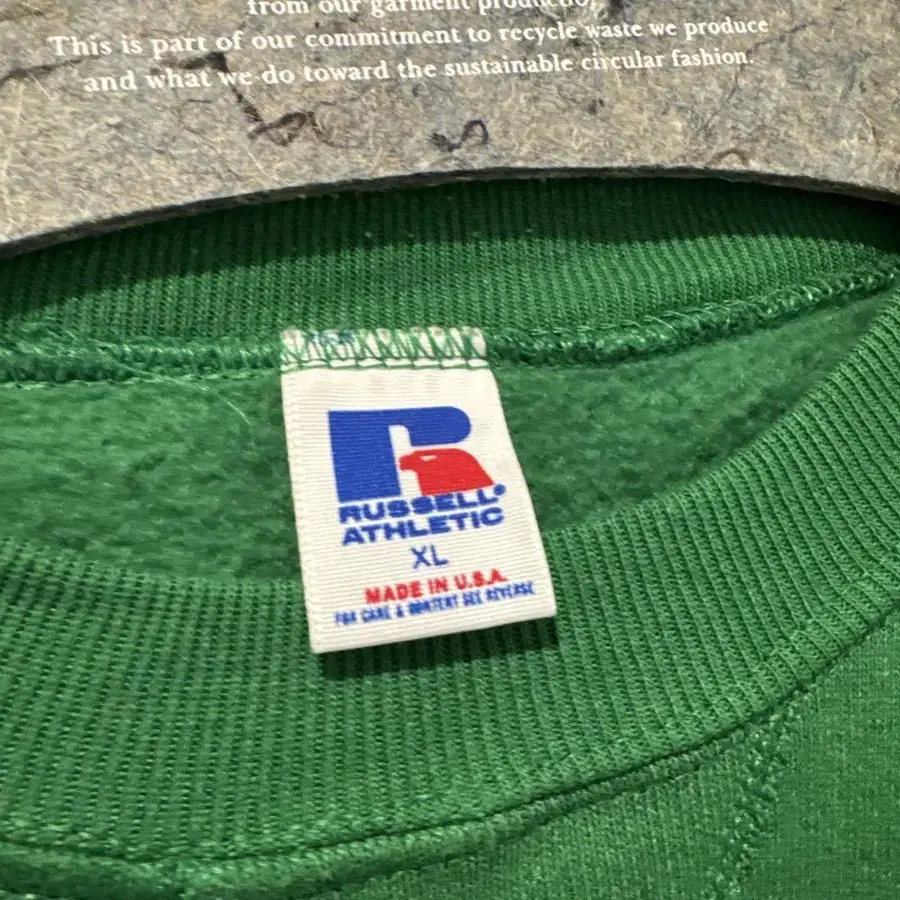 from our garment production
This is part of our commitment to recycle waste we produce
and what we do toward the sustainable circular fashion.
RUSSELL®
ATHLETIC
XL
MADE IN U.S.A.
FOR CARE & CONTENT SEE REVERSE